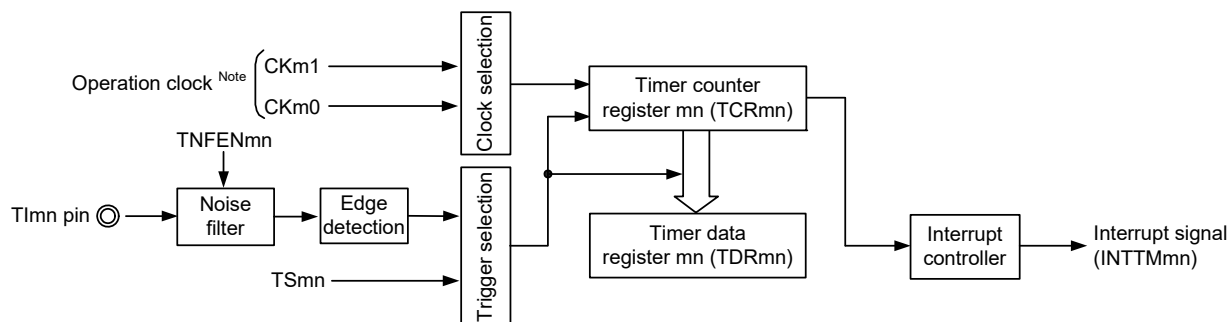 Operation clock Note
CKm1
CKm0
Clock selection
Timer counter
register mn (TCRmn)
TNFENmn
TImn pin
Noise
filter
Edge
detection
TSmn
Trigger selection
Timer data
register mn (TDRmn)
Interrupt
controller
Interrupt signal
(INTTMmn)